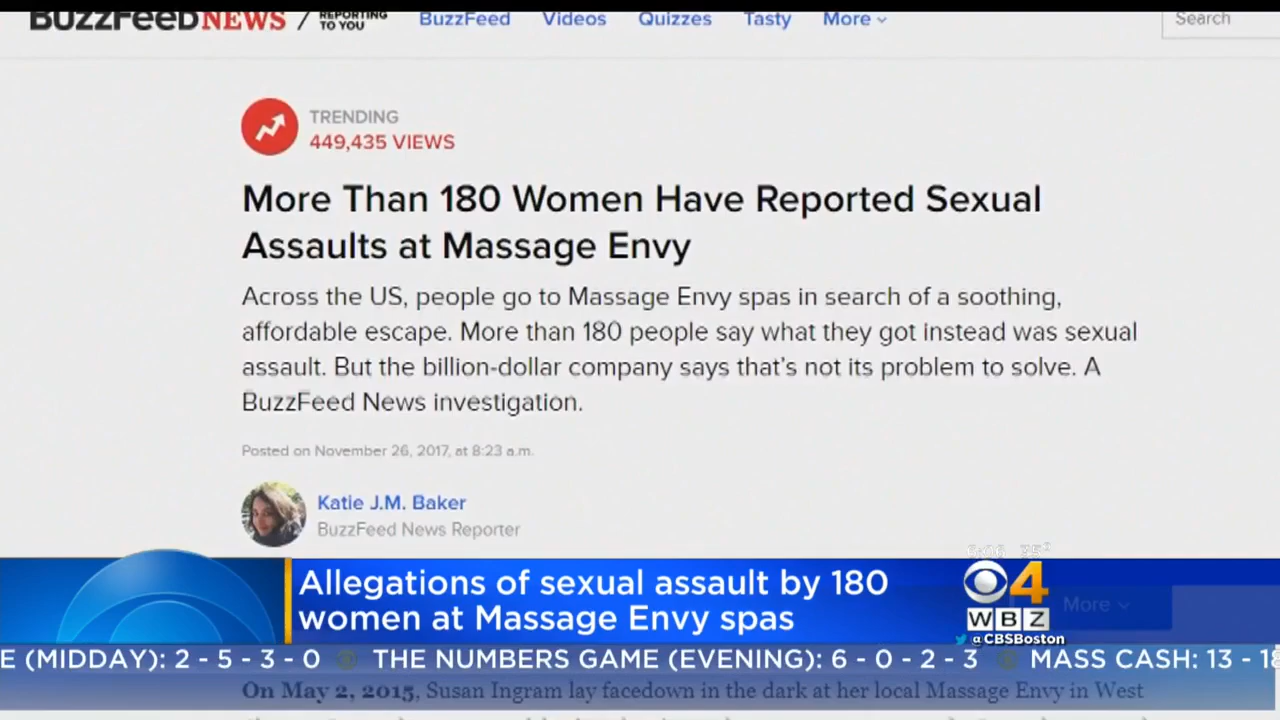 BuzzFeeD NEWS / REPORTING TO YOU BuzzFeed Videos Quizzes Tasty More Search
TRENDING
449,435 VIEWS
More Than 180 Women Have Reported Sexual
Assaults at Massage Envy
Across the US, people go to Massage Envy spas in search of a soothing,
affordable escape. More than 180 people say what they got instead was sexual
assault. But the billion-dollar company says that's not its problem to solve. A
BuzzFeed News investigation.
Posted on November 26, 2017, at 8:23 a.m.
Katie J.M. Baker
BuzzFeed News Reporter
6:06 35°
Allegations of sexual assault by 180
women at Massage Envy spas
4
WBZ
@CBSBoston
More
E (MIDDAY): 2 - 5 - 3 - 0 THE NUMBERS GAME (EVENING): 6 - 0 - 2 - 3 MASS CASH: 13 - 18
On May 2, 2015, Susan Ingram lay facedown in the dark at her local Massage Envy in West